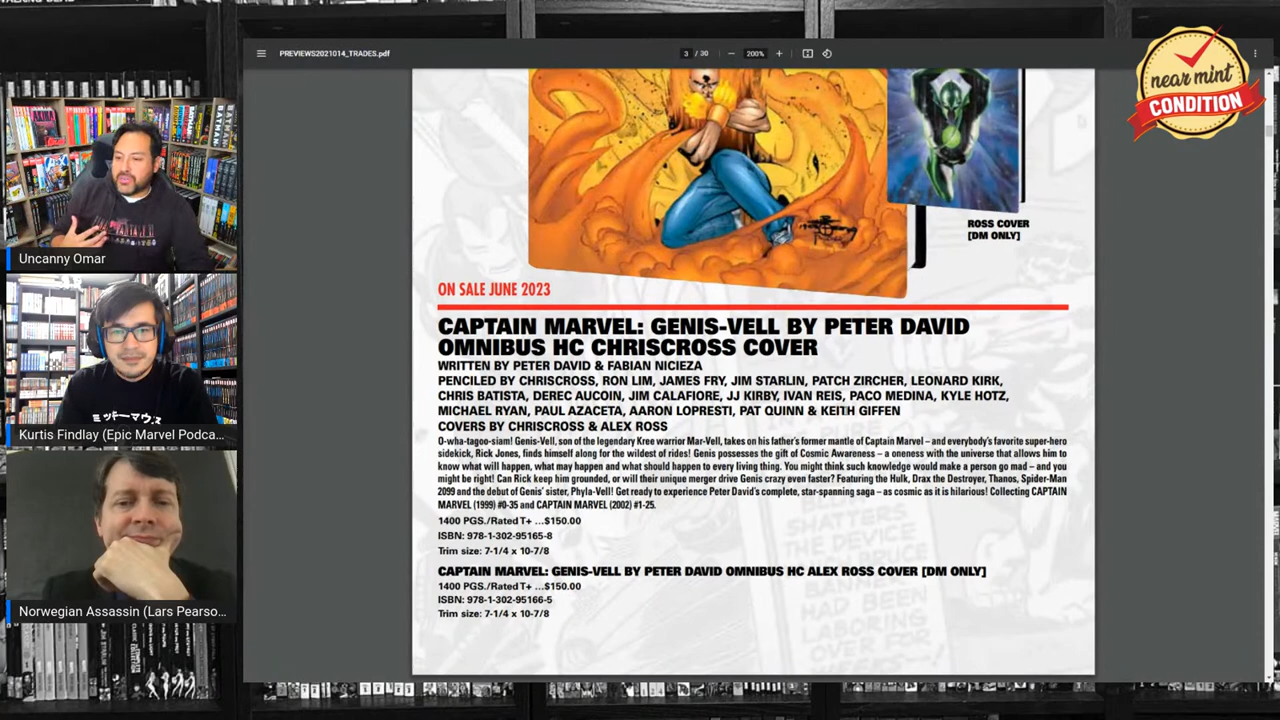 PREVIEWS2021014_TRADES.pdf
3 / 30
200%
near mint
CONDITION
ROSS COVER
[DM ONLY]
ON SALE JUNE 2023
CAPTAIN MARVEL: GENIS-VELL BY PETER DAVID
OMNIBUS HC CHRISCROSS COVER
WRITTEN BY PETER DAVID & FABIAN NICIEZA
PENCILED BY CHRISCROSS, RON LIM, JAMES FRY, JIM STARLIN, PATCH ZIRCHER, LEONARD KIRK,
CHRIS BATISTA, DEREC AUCOIN, JIM CALAFIORE, JJ KIRBY, IVAN REIS, PACO MEDINA, KYLE HOTZ,
MICHAEL RYAN, PAUL AZACETA, AARON LOPRESTI, PAT QUINN & KEITH GIFFEN
COVERS BY CHRISCROSS & ALEX ROSS
O-wha-tagoo-siam! Genis-Vell, son of the legendary Kree warrior Mar-Vell, takes on his father's former mantle of Captain Marvel – and everybody's favorite super-hero
sidekick, Rick Jones, finds himself along for the wildest of rides! Genis possesses the gift of Cosmic Awareness – a oneness with the universe that allows him to
know what will happen, what may happen and what should happen to every living thing. You might think such knowledge would make a person go mad – and you
might be right! Can Rick keep him grounded, or will their unique merger drive Genis crazy even faster? Featuring the Hulk, Drax the Destroyer, Thanos, Spider-Man
2099 and the debut of Genis' sister, Phyla-Vell! Get ready to experience Peter David's complete, star-spanning saga – as cosmic as it is hilarious! Collecting CAPTAIN
MARVEL (1999) #0-35 and CAPTAIN MARVEL (2002) #1-25.
1400 PGS./Rated T+ ...$150.00
ISBN: 978-1-302-95165-8
Trim size: 7-1/4 x 10-7/8
CAPTAIN MARVEL: GENIS-VELL BY PETER DAVID OMNIBUS HC ALEX ROSS COVER [DM ONLY]
1400 PGS./Rated T+ ...$150.00
ISBN: 978-1-302-95166-5
Trim size: 7-1/4 x 10-7/8
Uncanny Omar
ミッキーマウス
Kurtis Findlay (Epic Marvel Podca...
Norwegian Assassin (Lars Pearso...